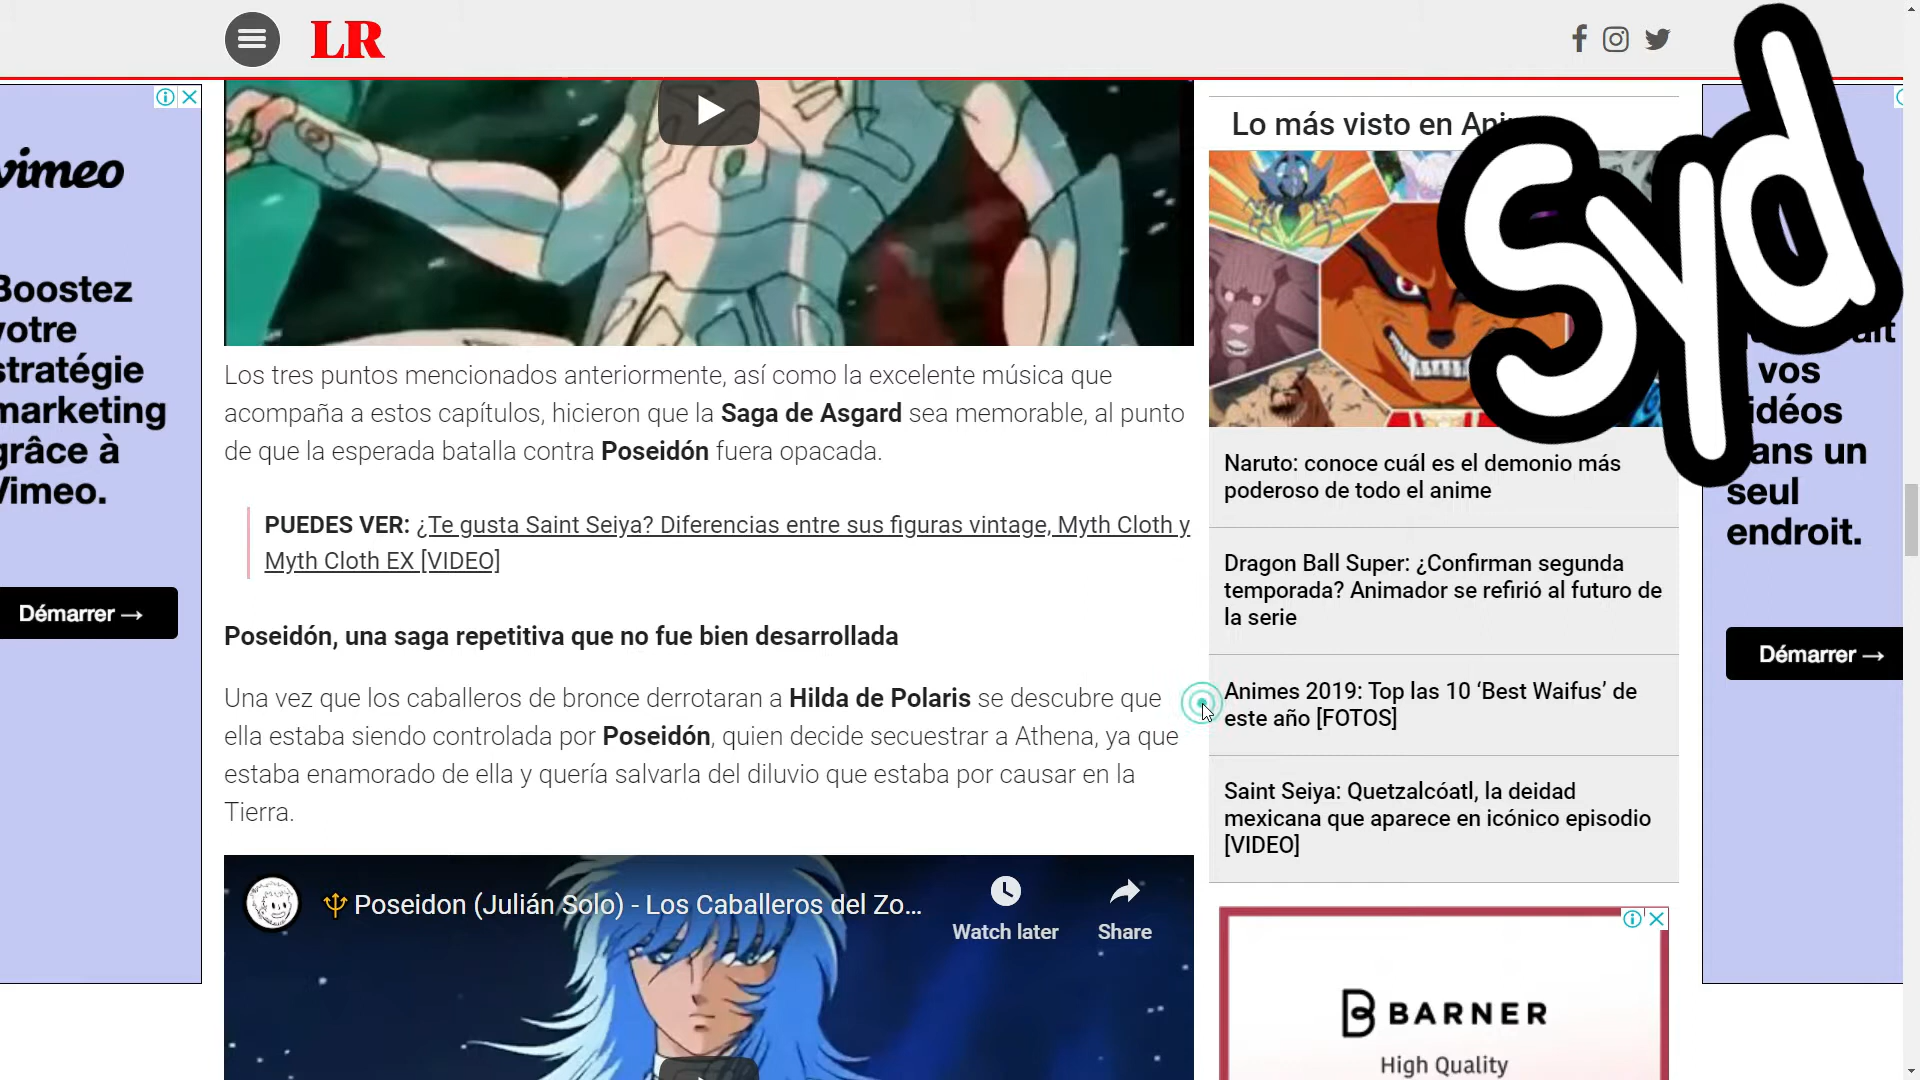 LR
Syd
vimeo
Boostez
votre
stratégie
marketing
grâce à
Vimeo.
Démarrer →
Los tres puntos mencionados anteriormente, así como la excelente música que
acompaña a estos capítulos, hicieron que la Saga de Asgard sea memorable, al punto
de que la esperada batalla contra Poseidón fuera opacada.
PUEDES VER: ¿Te gusta Saint Seiya? Diferencias entre sus figuras vintage, Myth Cloth y
Myth Cloth EX [VIDEO]
Poseidón, una saga repetitiva que no fue bien desarrollada
Una vez que los caballeros de bronce derrotaran a Hilda de Polaris se descubre que
ella estaba siendo controlada por Poseidón, quien decide secuestrar a Athena, ya que
estaba enamorado de ella y quería salvarla del diluvio que estaba por causar en la
Tierra.
Poseidon (Julián Solo) - Los Caballeros del Zo...
Watch later
Share
Lo más visto en
Naruto: conoce cuál es el demonio más
poderoso de todo el anime
Dragon Ball Super: ¿Confirman segunda
temporada? Animador se refirió al futuro de
la serie
Animes 2019: Top las 10 ‘Best Waifus’ de
este año [FOTOS]
Saint Seiya: Quetzalcóatl, la deidad
mexicana que aparece en icónico episodio
[VIDEO]
BARNER
High Quality
vos
idéos
ans un
seul
endroit.
Démarrer →